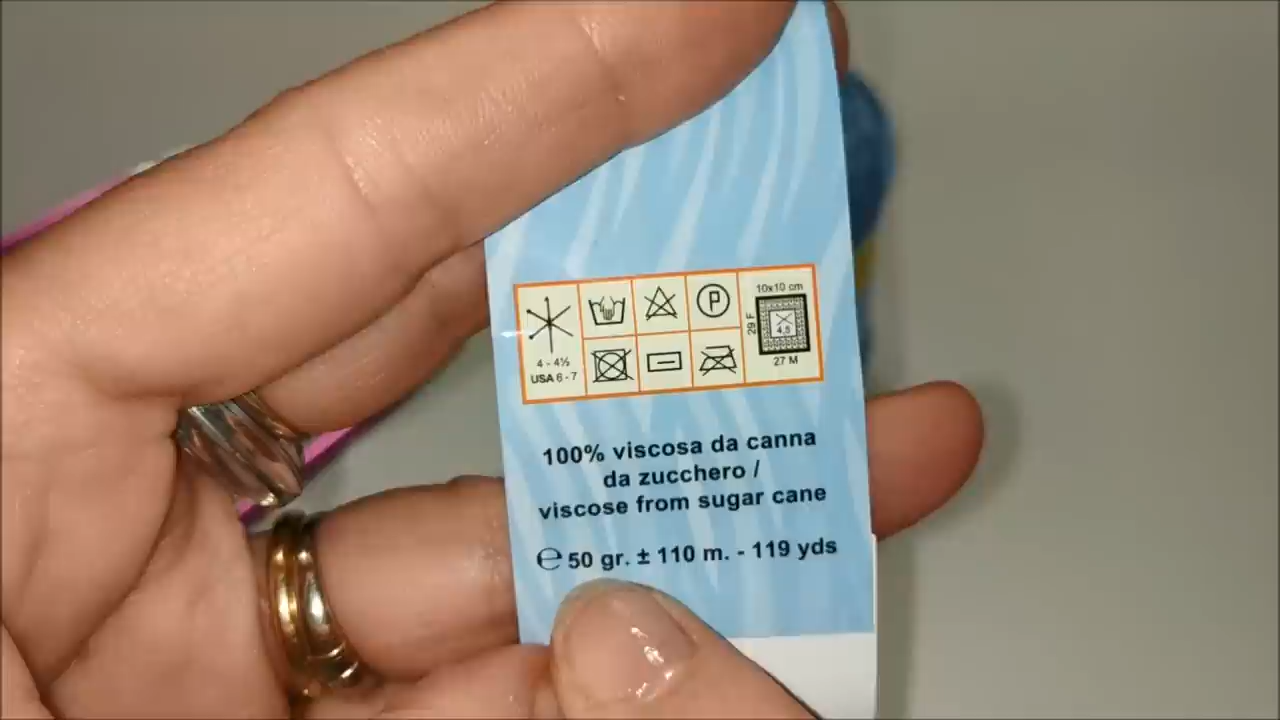 4 - 4½
USA 6 - 7
P
10x10 cm
29 F
4,5
27 M
100% viscosa da canna
da zucchero /
viscose from sugar cane
℮ 50 gr. ± 110 m. - 119 yds